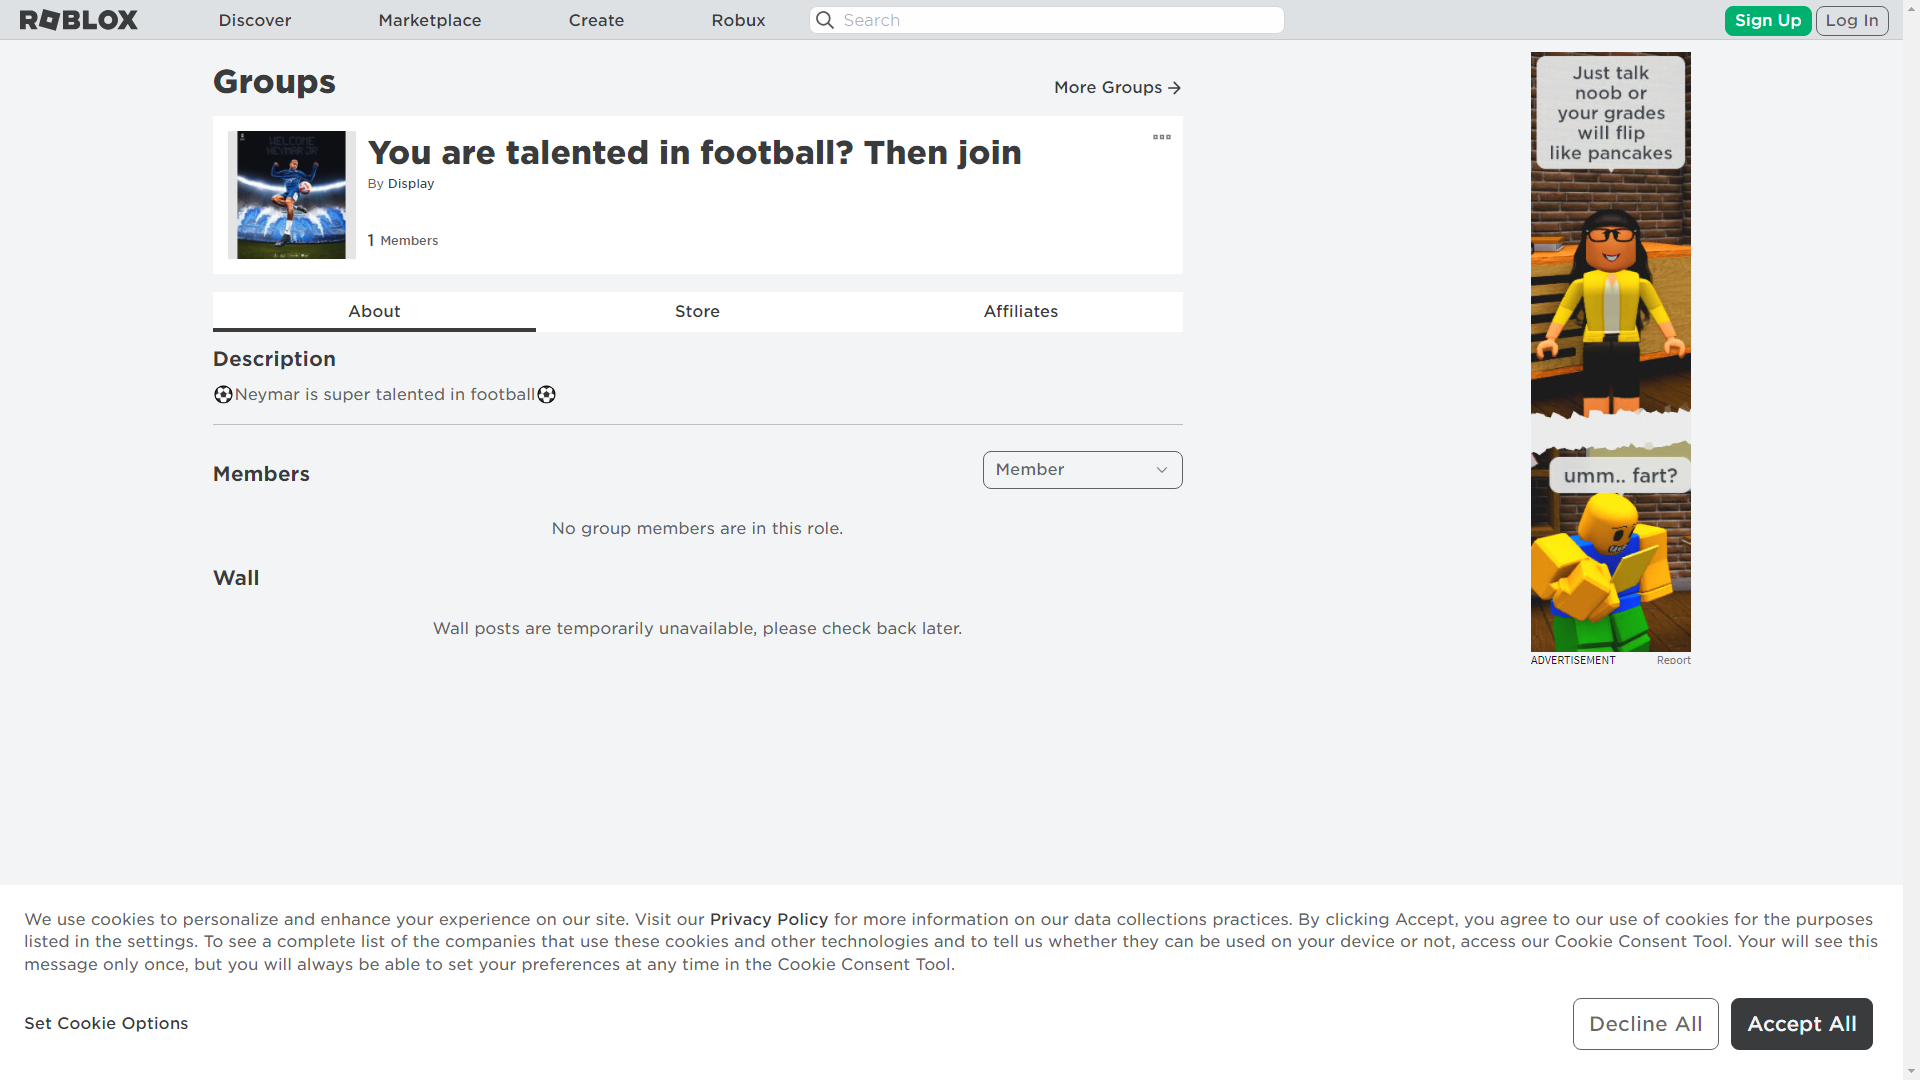 ROBLOX
Discover
Marketplace
Create
Robux
Search
Sign Up
Log In
Groups
More Groups
WELCOME
NEYMAR JR
You are talented in football? Then join
By Display
1 Members
About
Store
Affiliates
Description
⚽Neymar is super talented in football⚽
Members
Member
No group members are in this role.
Wall
Wall posts are temporarily unavailable, please check back later.
Just talk
noob or
your grades
will flip
like pancakes
umm.. fart?
ADVERTISEMENT
Report
We use cookies to personalize and enhance your experience on our site. Visit our Privacy Policy for more information on our data collections practices. By clicking Accept, you agree to our use of cookies for the purposes
listed in the settings. To see a complete list of the companies that use these cookies and other technologies and to tell us whether they can be used on your device or not, access our Cookie Consent Tool. Your will see this
message only once, but you will always be able to set your preferences at any time in the Cookie Consent Tool.
Set Cookie Options
Decline All
Accept All